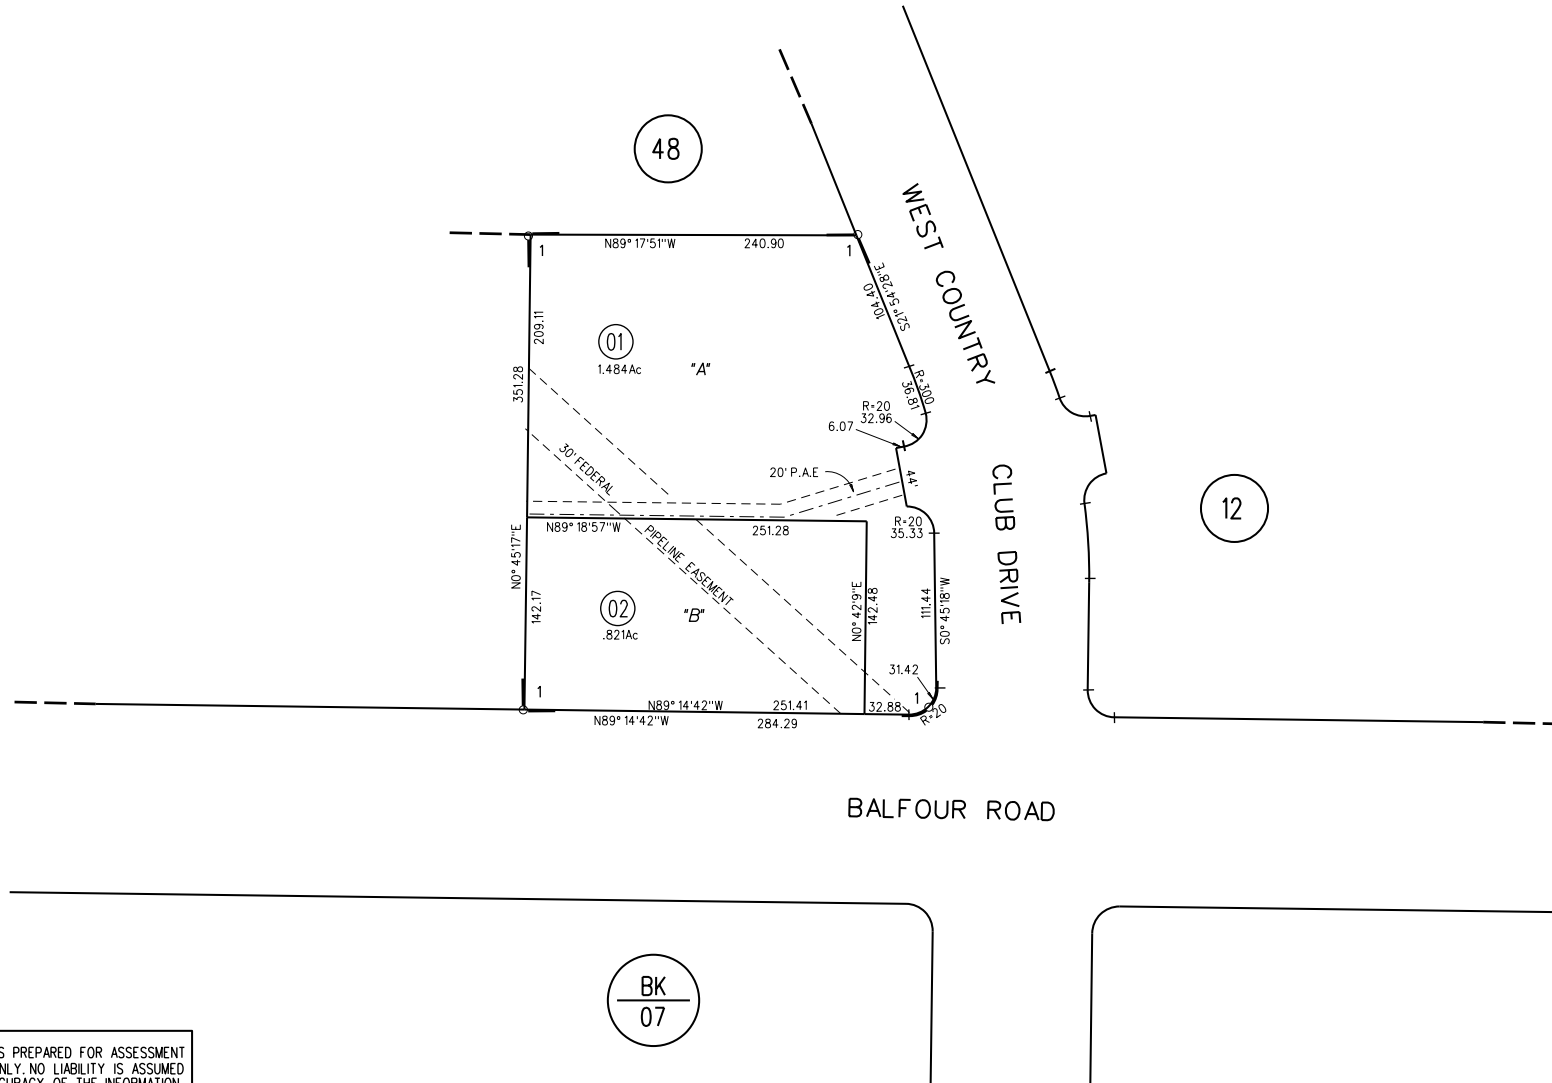 48
WEST COUNTRY
N89° 17'51"W
240.90
1
1
S21° 54'28"E
104.40
209.11
01
1.484Ac
"A"
351.28
R=300
36.81
R=20
32.96
6.07
30' FEDERAL
20' P.A.E
44'
CLUB DRIVE
12
N89° 18'57"W
251.28
R=20
35.33
PIPELINE EASEMENT
N0° 45'17"E
142.17
02
.821Ac
"B"
N0° 42'9"E
142.48
111.44
S0° 45'18"W
31.42
1
1
N89° 14'42"W
251.41
32.88
R=20
N89° 14'42"W
284.29
BALFOUR ROAD
BK
07
PREPARED FOR ASSESSMENT
NO LIABILITY IS ASSUMED
OF THE INFORMATION